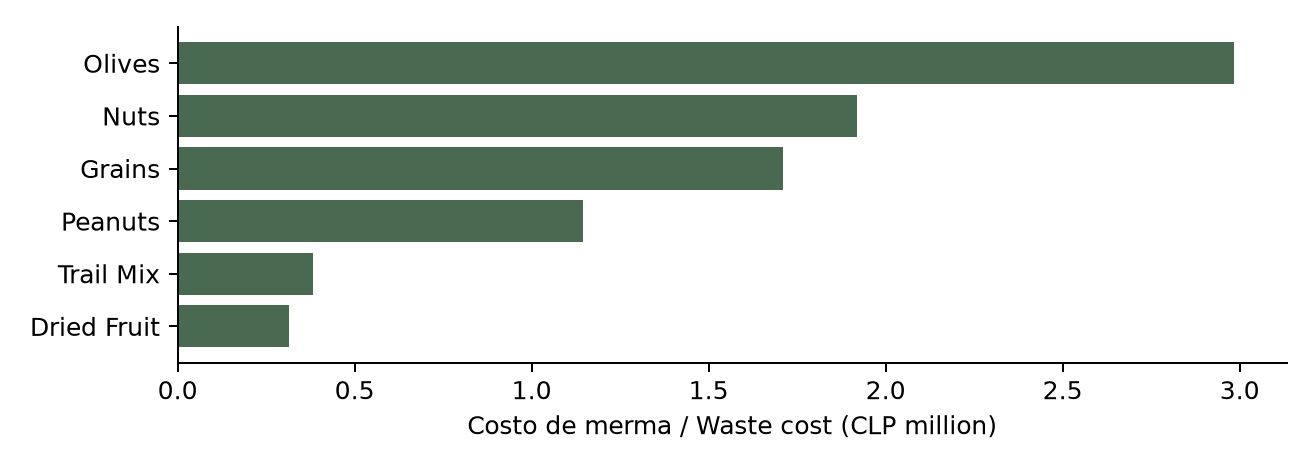 Olives
Nuts
Grains
Peanuts
Trail Mix
Dried Fruit
0.0 0.5 1.0 1.5 2.0 2.5 3.0
Costo de merma / Waste cost (CLP million)